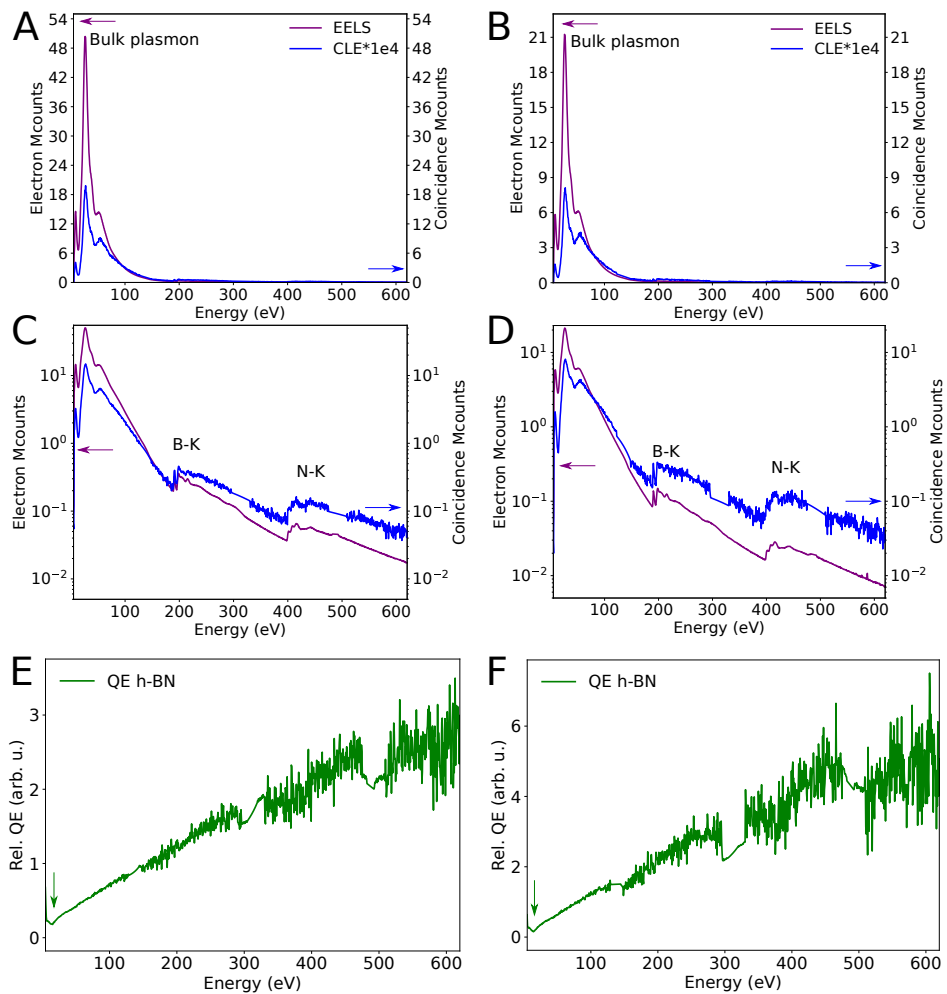 A
B
54
48
42
36
30
24
18
12
6
0
Electron Mcounts
Bulk plasmon
EELS
CLE*1e4
54
48
42
36
30
24
18
12
6
0
Coincidence Mcounts
100 200 300 400 500 600
Energy (eV)
21
18
15
12
9
6
3
0
Electron Mcounts
Bulk plasmon
EELS
CLE*1e4
21
18
15
12
9
6
3
0
Coincidence Mcounts
100 200 300 400 500 600
Energy (eV)
C
D
10¹
10⁰
10⁻¹
10⁻²
Electron Mcounts
B-K
N-K
10¹
10⁰
10⁻¹
10⁻²
Coincidence Mcounts
100 200 300 400 500 600
Energy (eV)
10¹
10⁰
10⁻¹
10⁻²
Electron Mcounts
B-K
N-K
10¹
10⁰
10⁻¹
10⁻²
Coincidence Mcounts
100 200 300 400 500 600
Energy (eV)
E
F
3
2
1
0
Rel. QE (arb. u.)
QE h-BN
100 200 300 400 500 600
Energy (eV)
6
4
2
0
Rel. QE (arb. u.)
QE h-BN
100 200 300 400 500 600
Energy (eV)